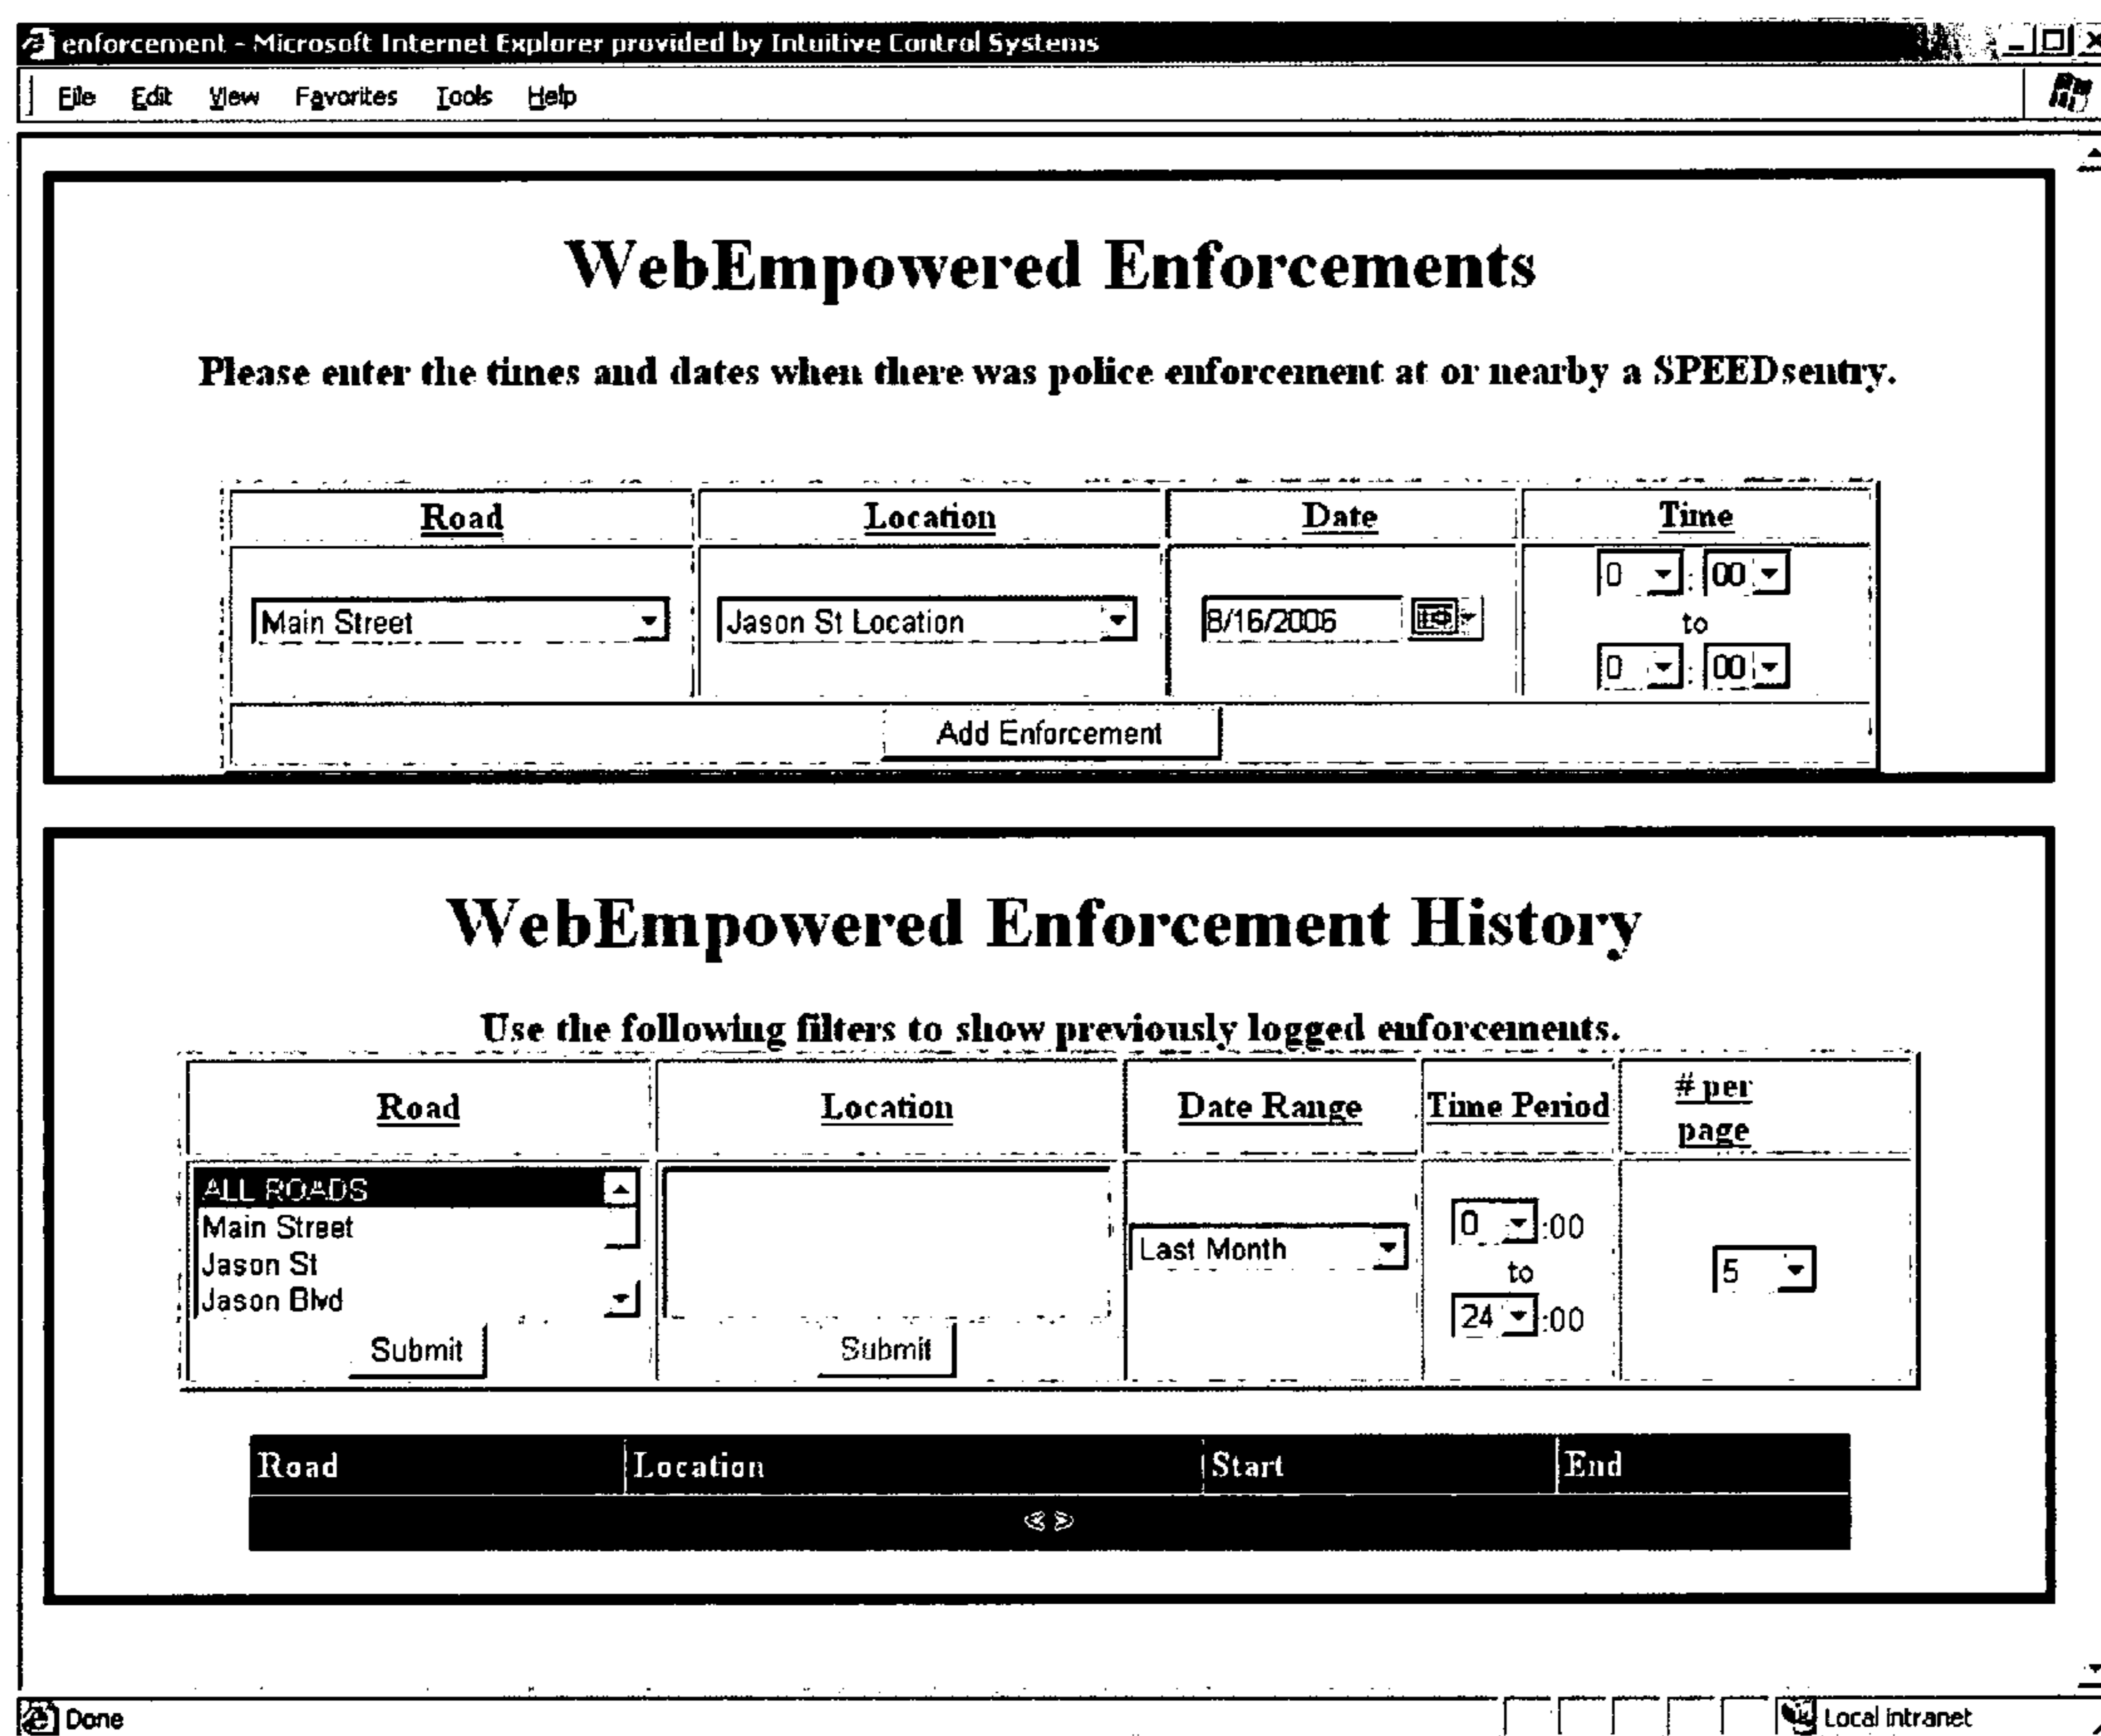 enforcement - Microsoft Internet Explorer provided by Intuitive Control Systems
File Edit View Favorites Tools Help
WebEmpowered Enforcements
Please enter the times and dates when there was police enforcement at or nearby a SPEEDsentry.
Road Location Date Time
0 : 00
Main Street Jason St Location 8/16/2006 to
0 : 00
Add Enforcement
WebEmpowered Enforcement History
Use the following filters to show previously logged enforcements.
Road Location Date Range Time Period # per page
ALL ROADS
Main Street
Jason St
Jason Blvd
Submit
Submit
Last Month
0 :00
to
24 :00
5
Road Location Start End
< >
Done Local intranet